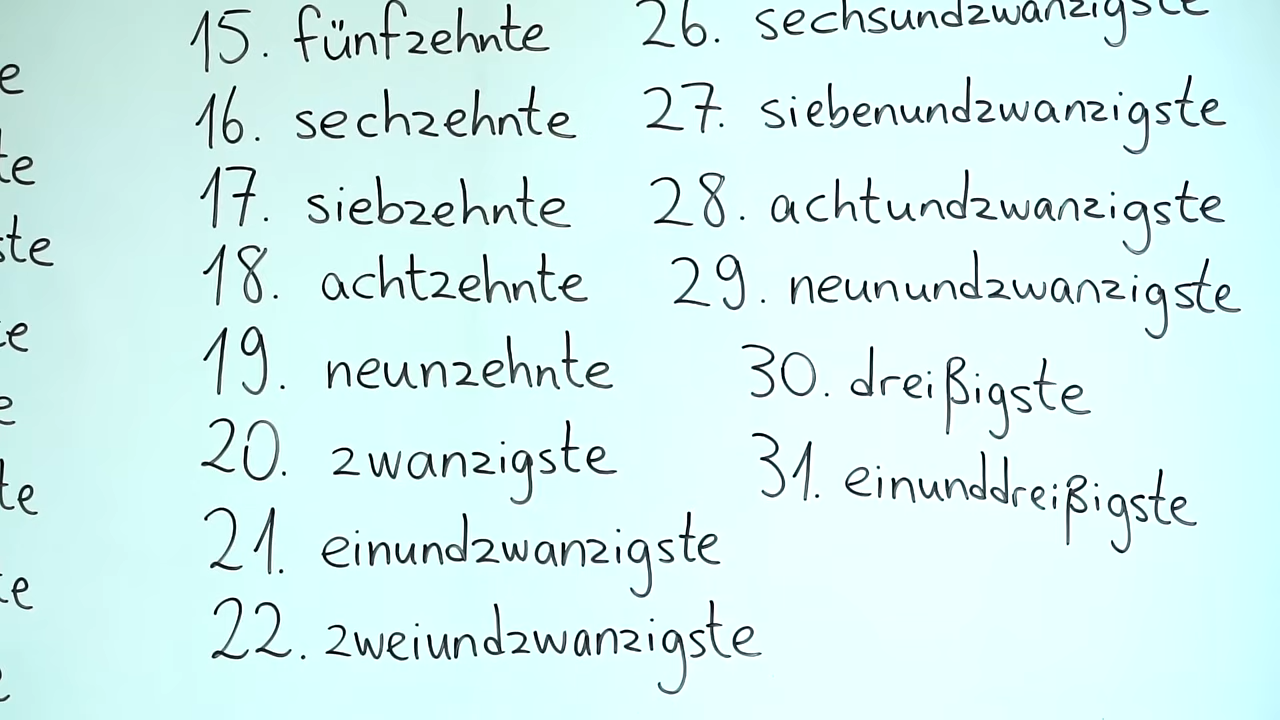 15. fünfzehnte
16. sechzehnte
17. siebzehnte
18. achtzehnte
19. neunzehnte
20. zwanzigste
21. einundzwanzigste
22. zweiundzwanzigste
26. sechsundzwanzigste
27. siebenundzwanzigste
28. achtundzwanzigste
29. neunundzwanzigste
30. dreißigste
31. einunddreißigste